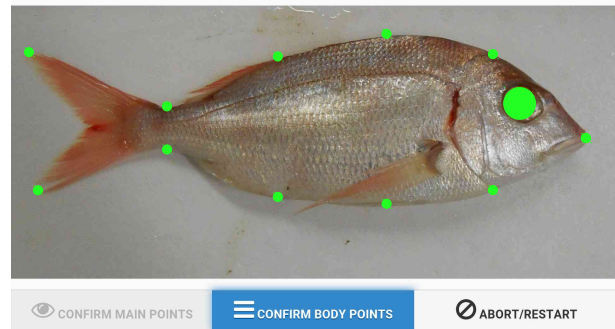 CONFIRM MAIN POINTS
CONFIRM BODY POINTS
ABORT/RESTART